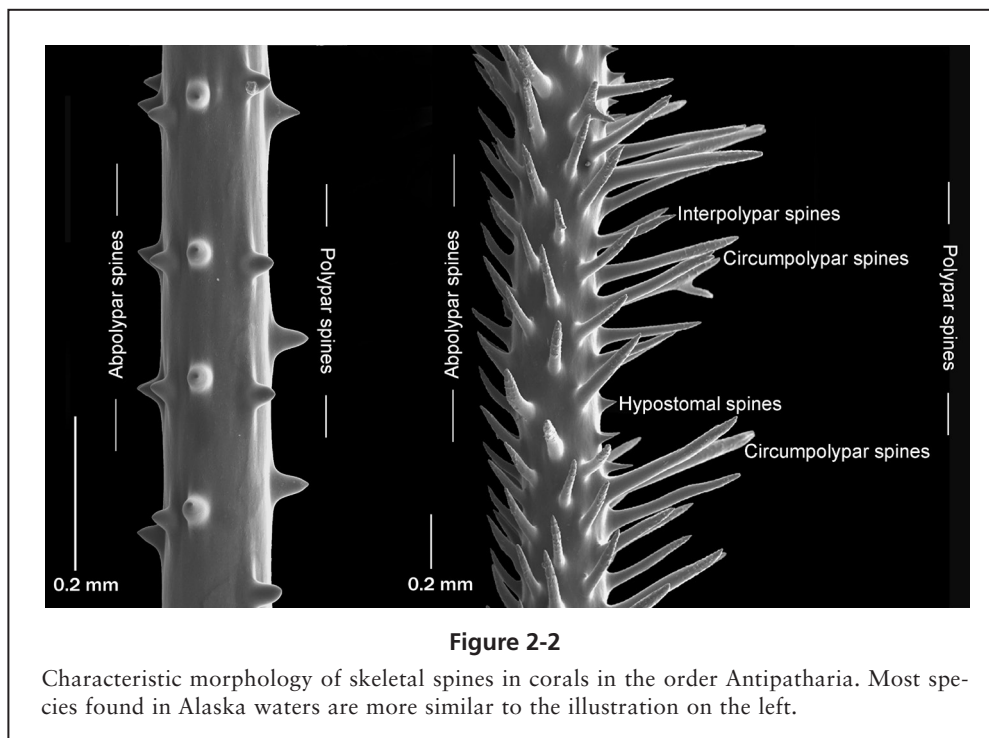 Abpolypar spines
Polypar spines
0.2 mm
Abpolypar spines
Interpolypar spines
Circumpolypar spines
Hypostomal spines
Circumpolypar spines
Polypar spines
0.2 mm
Figure 2-2
Characteristic morphology of skeletal spines in corals in the order Antipatharia. Most spe-
cies found in Alaska waters are more similar to the illustration on the left.